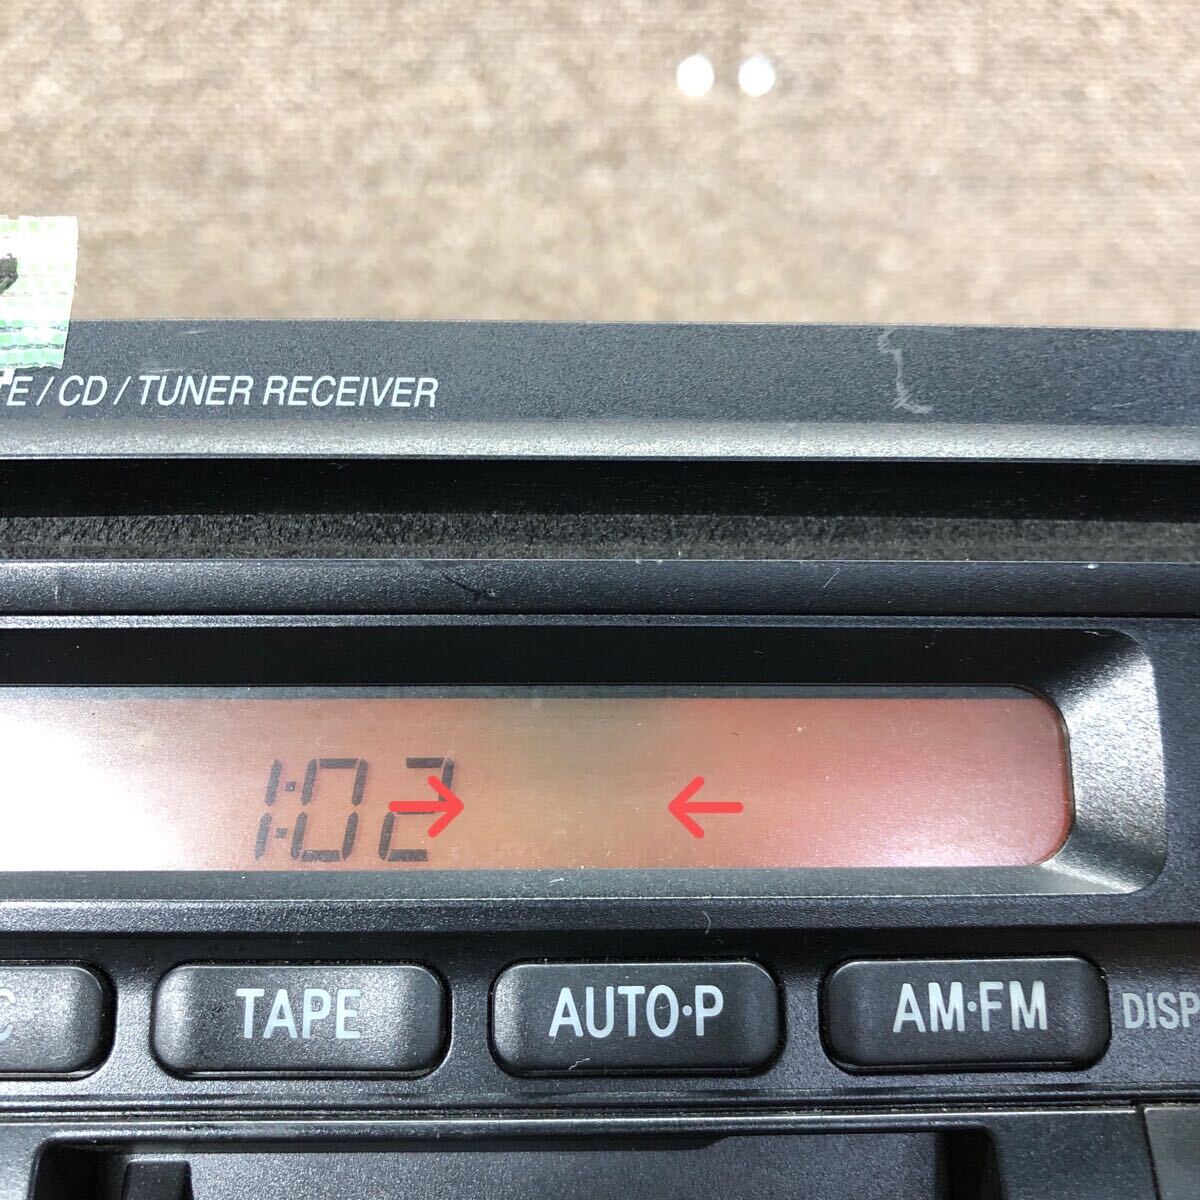 E / CD / TUNER RECEIVER
1:02
C TAPE AUTO·P AM·FM DISP